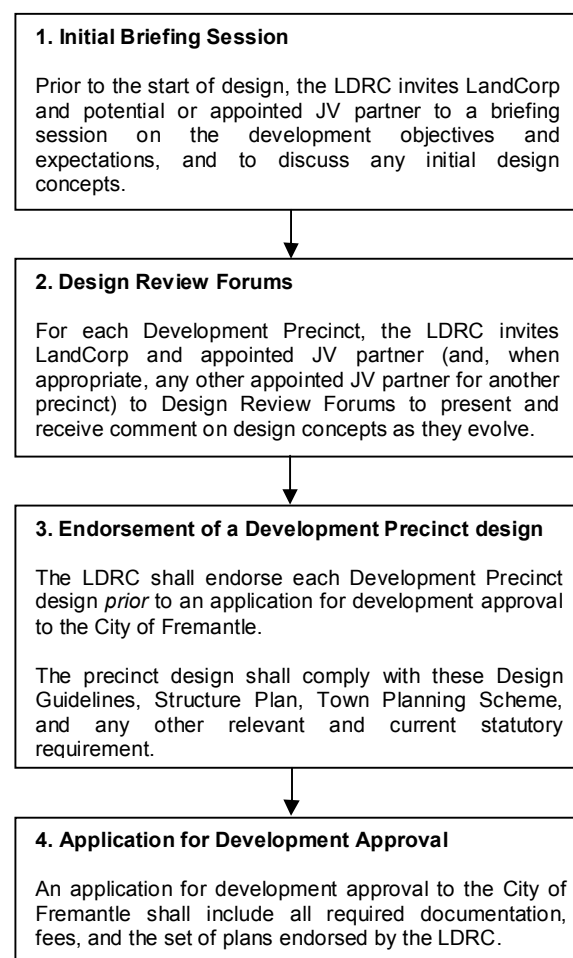 1. Initial Briefing Session
Prior to the start of design, the LDRC invites LandCorp
and potential or appointed JV partner to a briefing
session on the development objectives and
expectations, and to discuss any initial design
concepts.
2. Design Review Forums
For each Development Precinct, the LDRC invites
LandCorp and appointed JV partner (and, when
appropriate, any other appointed JV partner for another
precinct) to Design Review Forums to present and
receive comment on design concepts as they evolve.
3. Endorsement of a Development Precinct design
The LDRC shall endorse each Development Precinct
design prior to an application for development approval
to the City of Fremantle.
The precinct design shall comply with these Design
Guidelines, Structure Plan, Town Planning Scheme,
and any other relevant and current statutory
requirement.
4. Application for Development Approval
An application for development approval to the City of
Fremantle shall include all required documentation,
fees, and the set of plans endorsed by the LDRC.